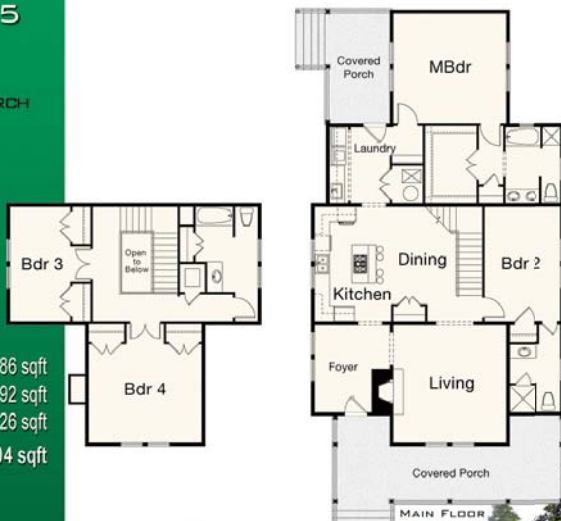 5
RCH
86 sqft
92 sqft
26 sqft
04 sqft
Bdr 3
Open
to
Below
Bdr 4
Covered
Porch
MBdr
Laundry
Dining
Bdr 2
Kitchen
Foyer
Living
Covered Porch
MAIN FLOOR